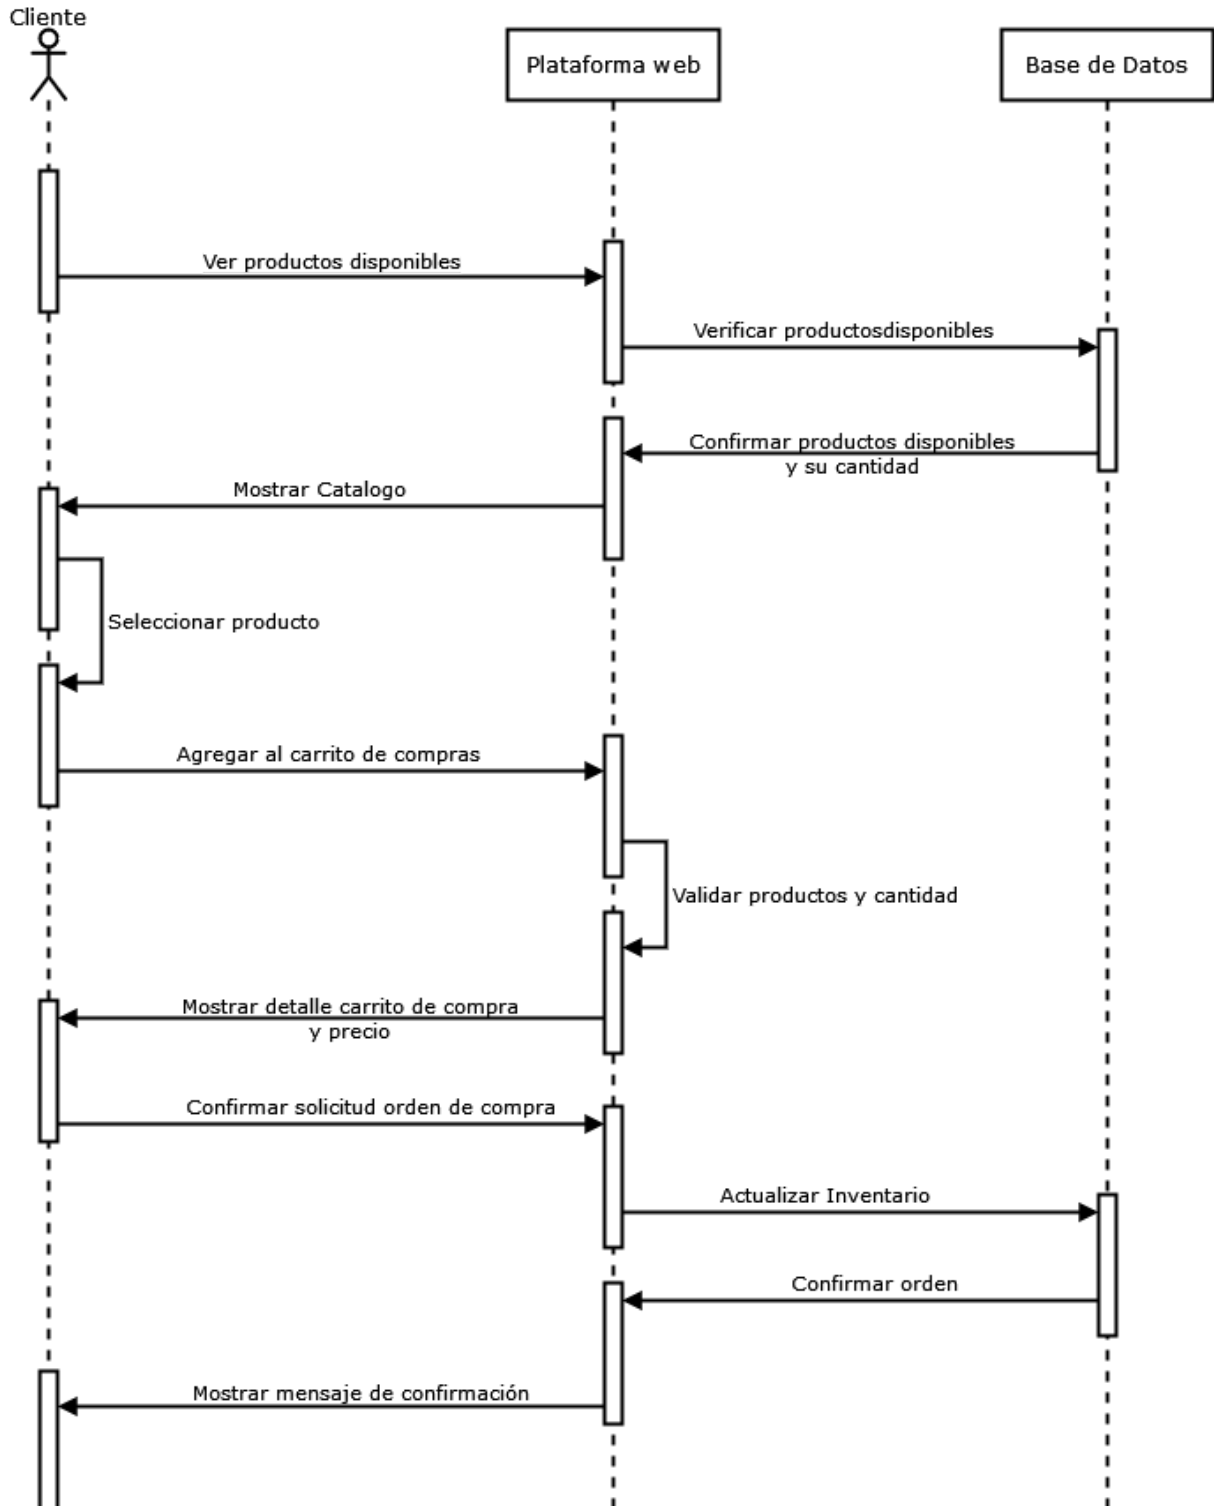 Cliente
Plataforma web
Base de Datos
Ver productos disponibles
Verificar productosdisponibles
Confirmar productos disponibles
y su cantidad
Mostrar Catalogo
Seleccionar producto
Agregar al carrito de compras
Validar productos y cantidad
Mostrar detalle carrito de compra
y precio
Confirmar solicitud orden de compra
Actualizar Inventario
Confirmar orden
Mostrar mensaje de confirmación